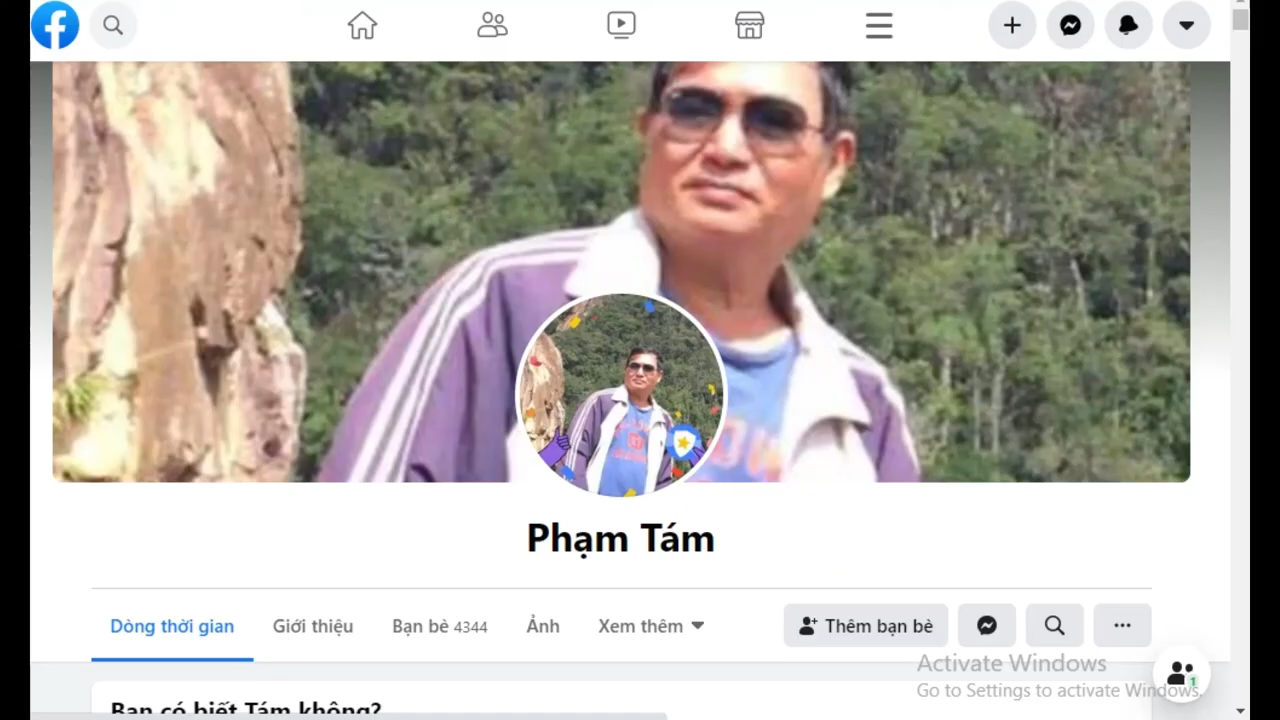 Phạm Tám
Dòng thời gian
Giới thiệu
Bạn bè 4344
Ảnh
Xem thêm
Thêm bạn bè
Activate Windows
Go to Settings to activate Windows.
1
Bạn có biết Tám không?